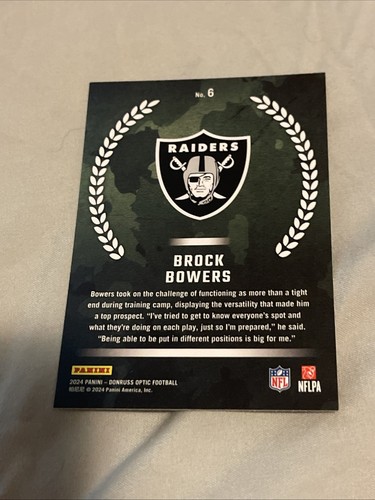 No. 6
RAIDERS
BROCK
BOWERS
Bowers took on the challenge of functioning as more than a tight
end during training camp, displaying the versatility that made him
a top prospect. “I’ve tried to get to know everyone’s spot and
what they’re doing on each play, just so I’m prepared,” he said.
“Being able to be put in different positions is big for me.”
PANINI
2024 PANINI – DONRUSS OPTIC FOOTBALL
© 2024 Panini America, Inc.
NFL
NFLPA